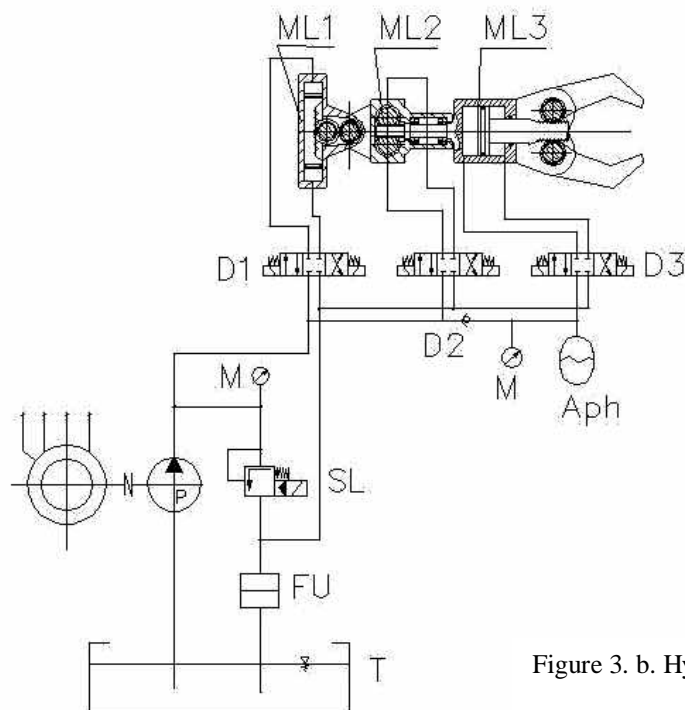 ML1 ML2 ML3
D1 D3
D2
M M
Aph
P SL
FU
T
Figure 3. b. Hy